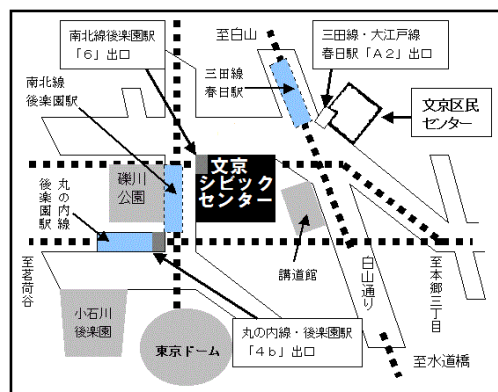 南北線後楽園駅
「6」出口
至白山
三田線・大江戸線
春日駅「A2」出口
三田線
春日駅
南北線
後楽園駅
文京区民
センター
文京
シビック
センター
礫川
公園
丸の内線
後楽園駅
講道館
至茗荷谷
白山通り
至本郷三丁目
小石川
後楽園
東京ドーム
丸の内線・後楽園駅
「4b」出口
至水道橋